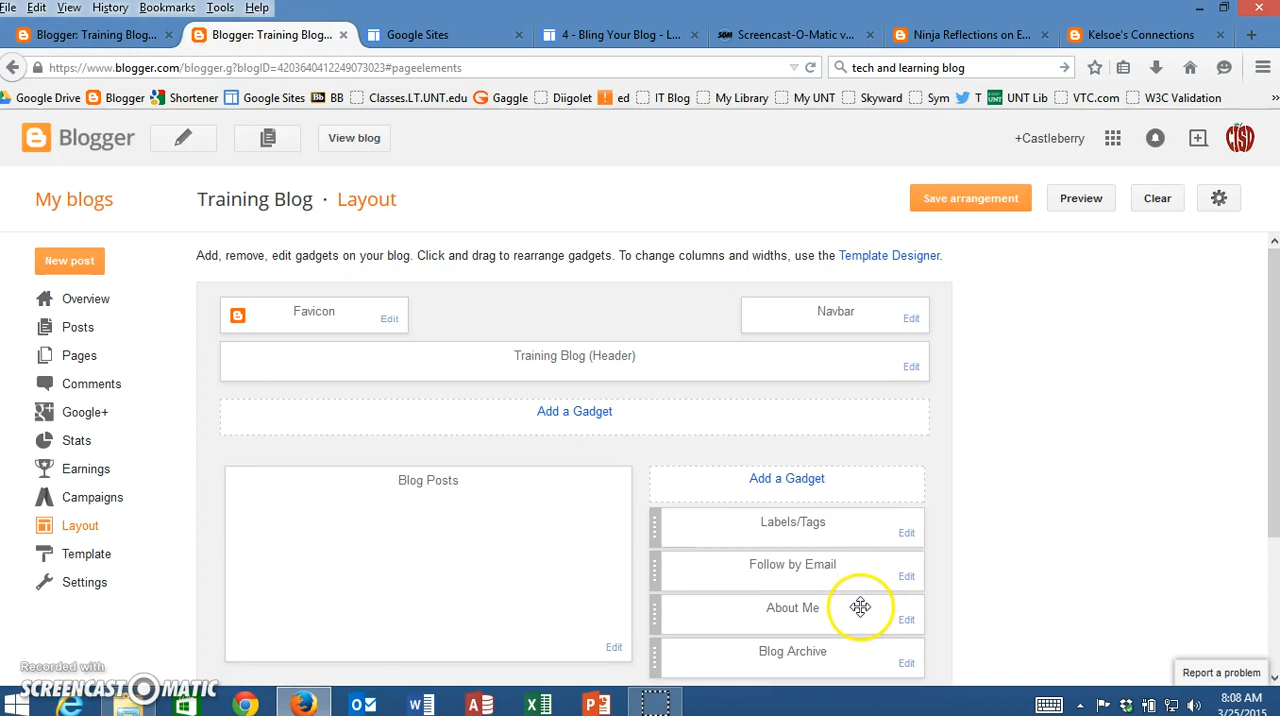 File Edit View History Bookmarks Tools Help
Blogger: Training Blog... Blogger: Training Blog... Google Sites 4 - Bling Your Blog - L... Screencast-O-Matic v... Ninja Reflections on E... Kelsoe's Connections
https://www.blogger.com/blogger.g?blogID=4203640412249073023#pageelements tech and learning blog
Google Drive Blogger Shortener Google Sites BB Classes.LT.UNT.edu Gaggle Diigolet ed IT Blog My Library My UNT Skyward Sym T UNT Lib VTC.com W3C Validation
Blogger View blog +Castleberry CISD
My blogs Training Blog · Layout Save arrangement Preview Clear
Add, remove, edit gadgets on your blog. Click and drag to rearrange gadgets. To change columns and widths, use the Template Designer.
New post
Overview
Posts
Pages
Comments
Google+
Stats
Earnings
Campaigns
Layout
Template
Settings
Favicon Edit
Navbar Edit
Training Blog (Header) Edit
Add a Gadget
Blog Posts Edit
Add a Gadget
Labels/Tags Edit
Follow by Email Edit
About Me Edit
Blog Archive Edit
Report a problem
Recorded with
SCREENCAST-O-MATIC
8:08 AM
3/25/2015